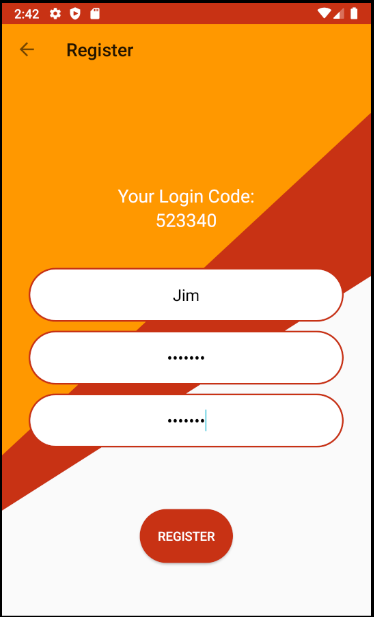 2:42
Register
Your Login Code:
523340
Jim
•••••••
•••••••
REGISTER